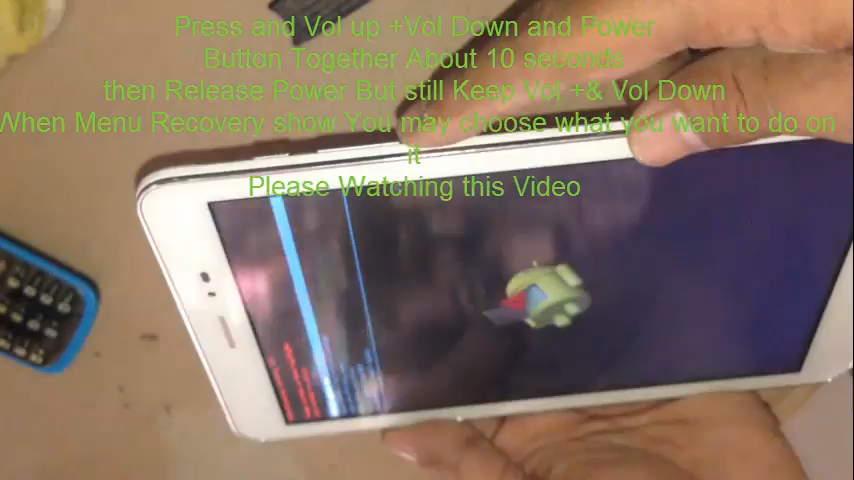 Press and Vol up +Vol Down and Power
Button Together About 10 seconds
then Release Power But still Keep Vol +& Vol Down
When Menu Recovery show You may choose what you want to do on
it
Please Watching this Video